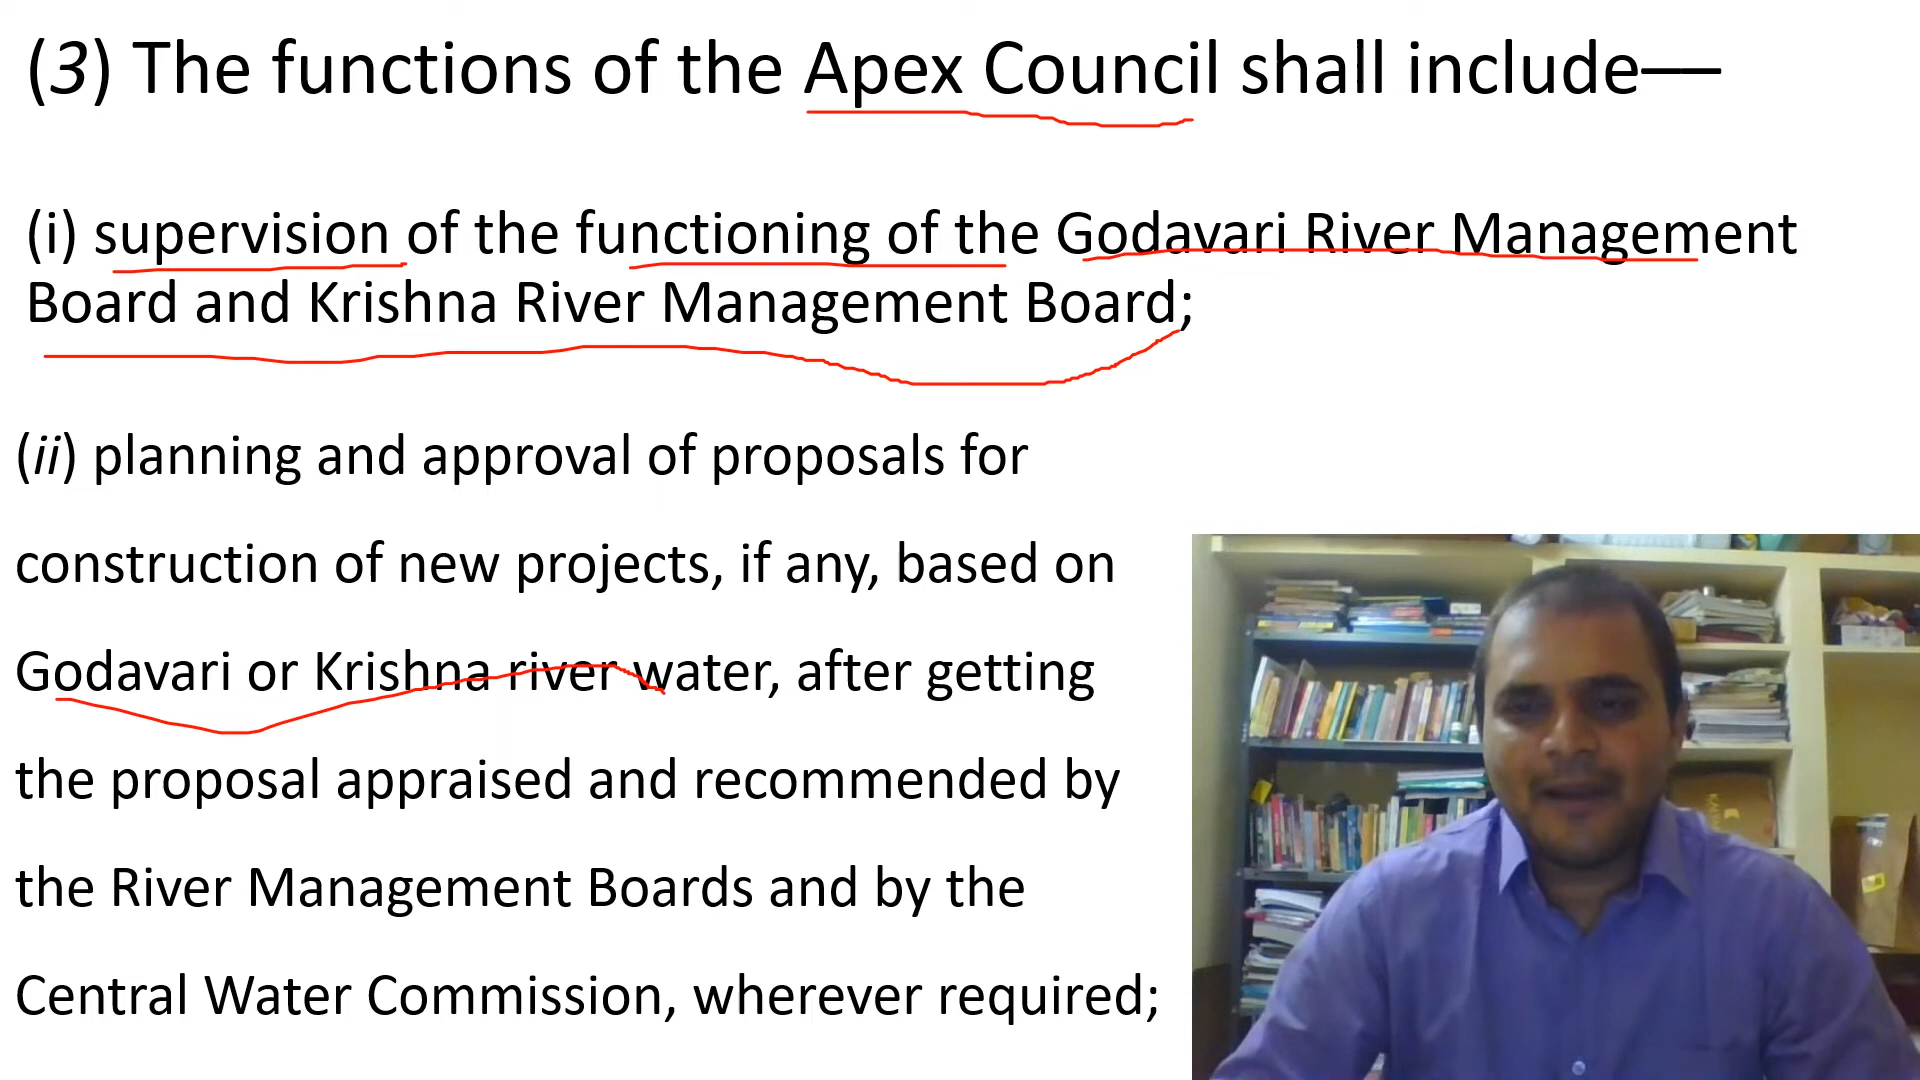 (3) The functions of the Apex Council shall include––
(i) supervision of the functioning of the Godavari River Management
Board and Krishna River Management Board;
(ii) planning and approval of proposals for
construction of new projects, if any, based on
Godavari or Krishna river water, after getting
the proposal appraised and recommended by
the River Management Boards and by the
Central Water Commission, wherever required;